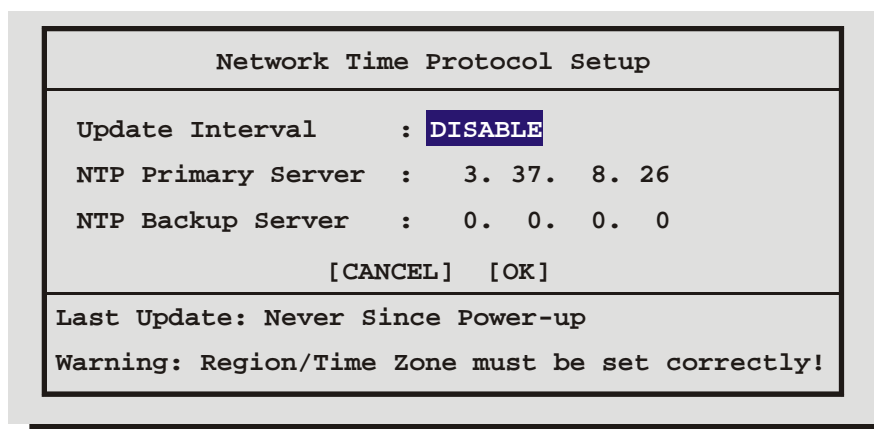 Network Time Protocol Setup
Update Interval : DISABLE
NTP Primary Server : 3. 37. 8. 26
NTP Backup Server : 0. 0. 0. 0
[CANCEL] [OK]
Last Update: Never Since Power-up
Warning: Region/Time Zone must be set correctly!